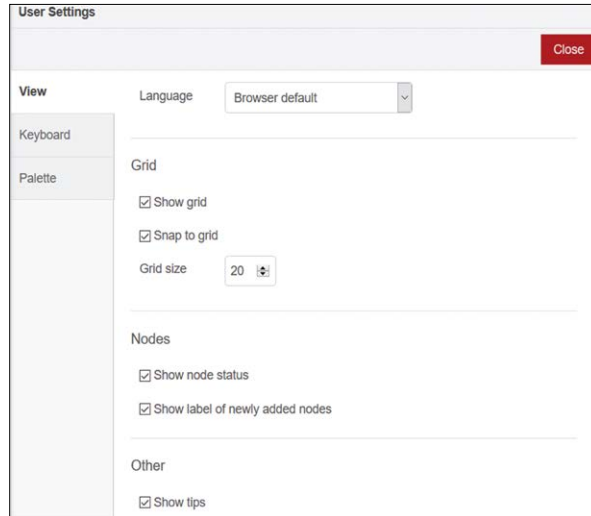 User Settings
Close
View
Keyboard
Palette
Language Browser default
Grid
Show grid
Snap to grid
Grid size 20
Nodes
Show node status
Show label of newly added nodes
Other
Show tips